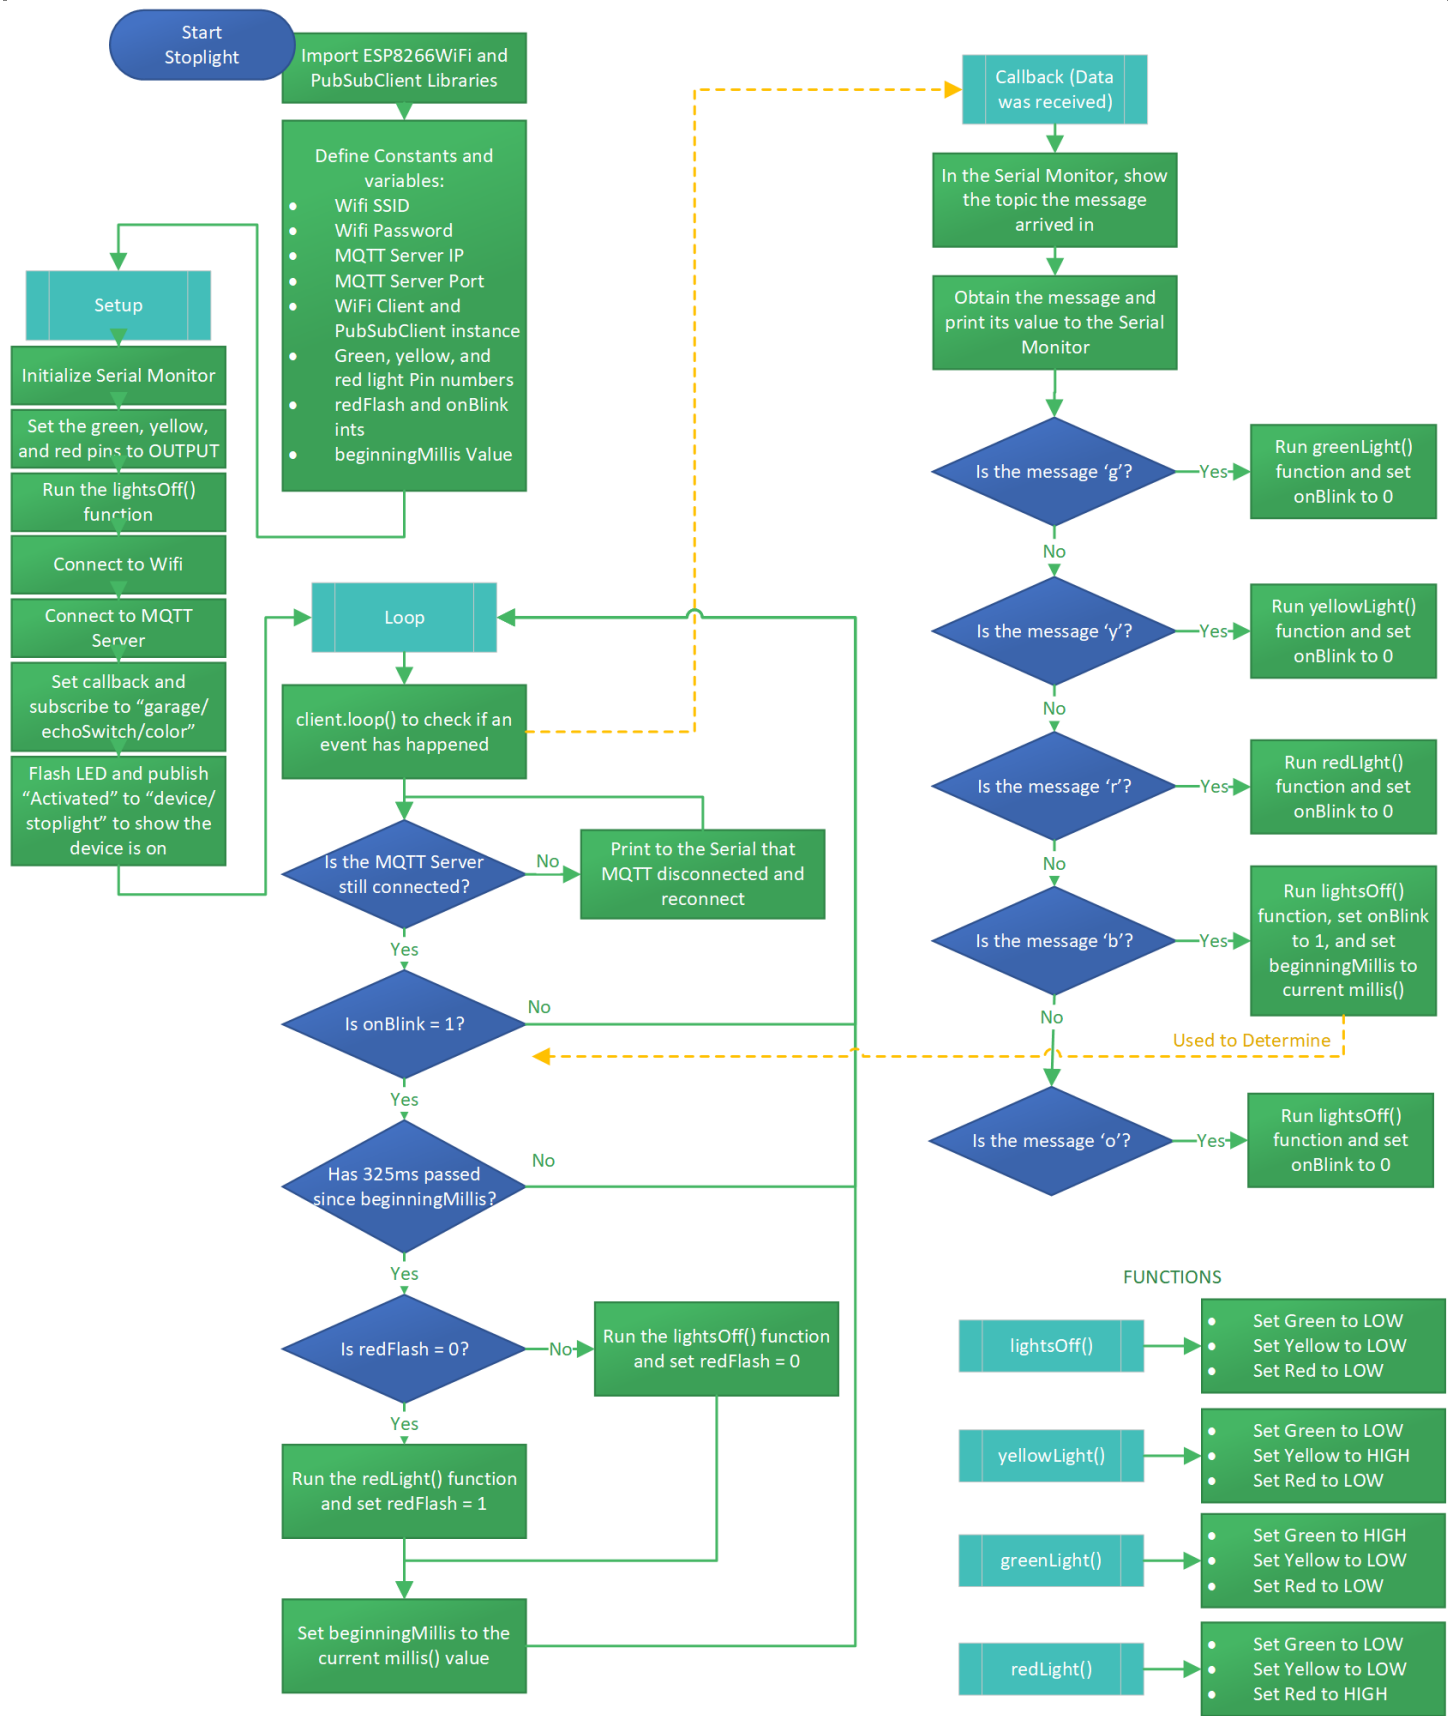 Start
Stoplight
Import ESP8266WiFi and
PubSubClient Libraries
Define Constants and
variables:
● Wifi SSID
● Wifi Password
● MQTT Server IP
● MQTT Server Port
● WiFi Client and
PubSubClient instance
● Green, yellow, and
red light Pin numbers
● redFlash and onBlink
ints
● beginningMillis Value
Setup
Initialize Serial Monitor
Set the green, yellow,
and red pins to OUTPUT
Run the lightsOff()
function
Connect to Wifi
Connect to MQTT
Server
Set callback and
subscribe to “garage/
echoSwitch/color”
Flash LED and publish
“Activated” to “device/
stoplight” to show the
device is on
Loop
client.loop() to check if an
event has happened
Is the MQTT Server
still connected?
No
Print to the Serial that
MQTT disconnected and
reconnect
Yes
Is onBlink = 1?
No
Yes
Has 325ms passed
since beginningMillis?
No
Yes
Is redFlash = 0?
No
Run the lightsOff() function
and set redFlash = 0
Yes
Run the redLight() function
and set redFlash = 1
Set beginningMillis to the
current millis() value
Callback (Data
was received)
In the Serial Monitor, show
the topic the message
arrived in
Obtain the message and
print its value to the Serial
Monitor
Is the message ‘g’?
Yes
Run greenLight()
function and set
onBlink to 0
No
Is the message ‘y’?
Yes
Run yellowLight()
function and set
onBlink to 0
No
Is the message ‘r’?
Yes
Run redLIght()
function and set
onBlink to 0
No
Is the message ‘b’?
Yes
Run lightsOff()
function, set onBlink
to 1, and set
beginningMillis to
current millis()
No
Used to Determine
Is the message ‘o’?
Yes
Run lightsOff()
function and set
onBlink to 0
FUNCTIONS
lightsOff()
● Set Green to LOW
● Set Yellow to LOW
● Set Red to LOW
yellowLight()
● Set Green to LOW
● Set Yellow to HIGH
● Set Red to LOW
greenLight()
● Set Green to HIGH
● Set Yellow to LOW
● Set Red to LOW
redLight()
● Set Green to LOW
● Set Yellow to LOW
● Set Red to HIGH